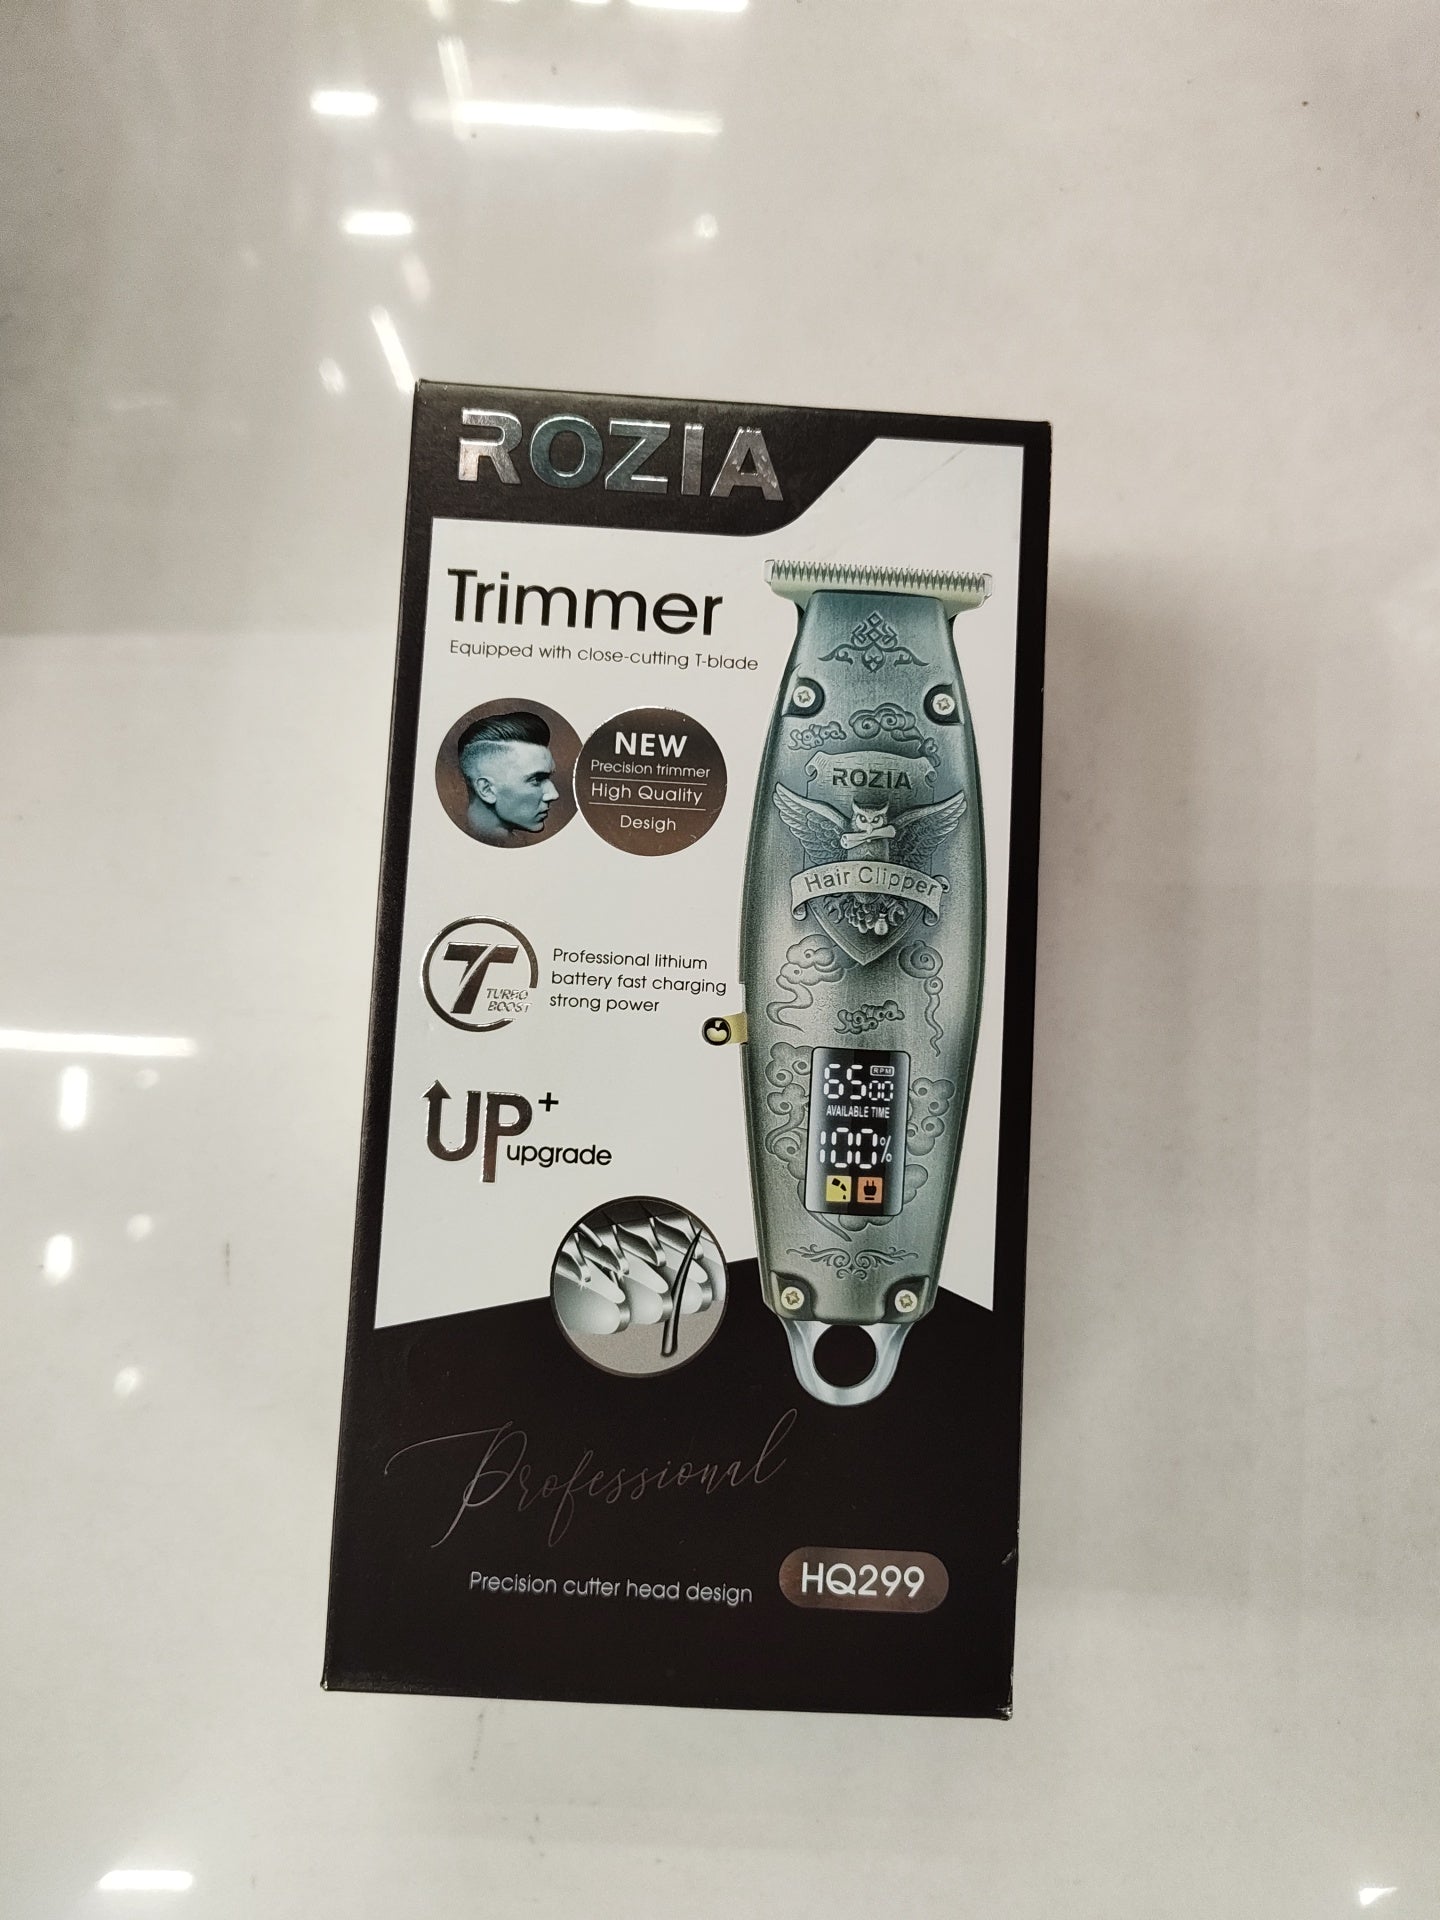 ROZIA
Trimmer
Equipped with close-cutting T-blade
NEW
Precision trimmer
High Quality
Desigh
T
TURBO
BOOST
Professional lithium
battery fast charging
strong power
UP+
upgrade
ROZIA
Hair Clipper
6500 RPM
AVAILABLE TIME
100%
Professional
Precision cutter head design
HQ299